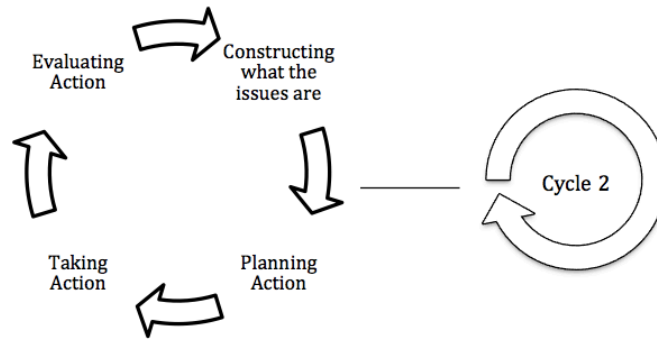 Evaluating
Action
Constructing
what the
issues are
Cycle 2
Taking
Action
Planning
Action